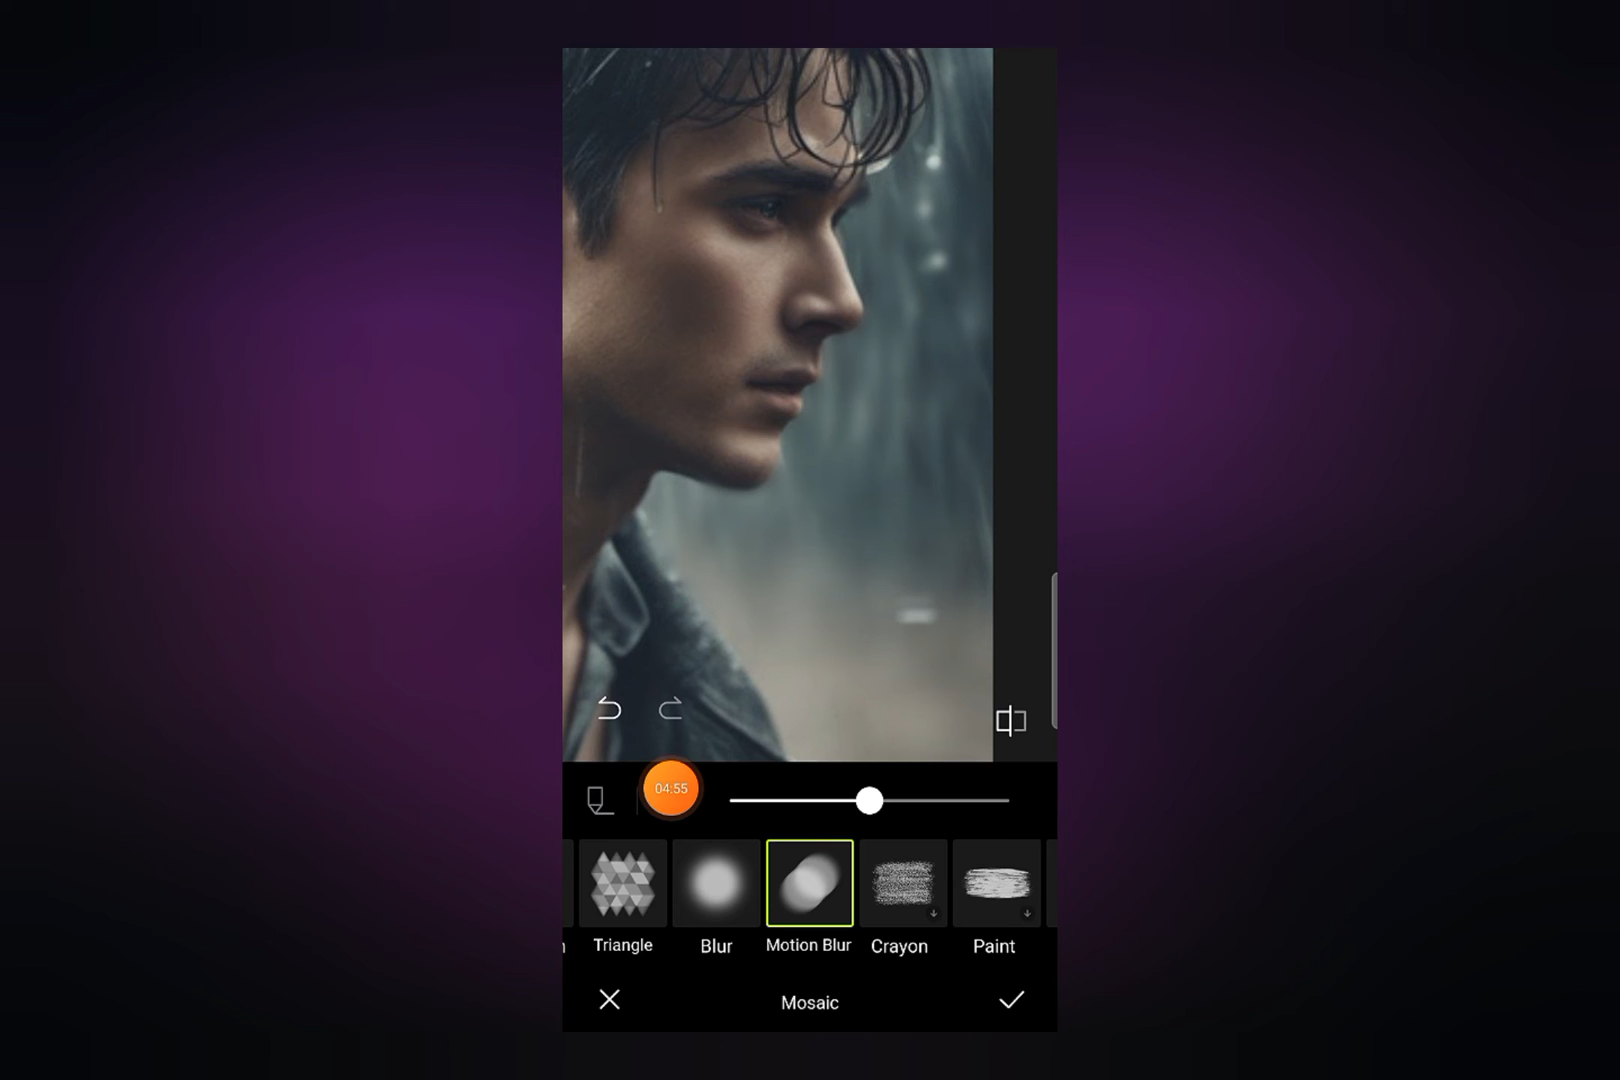 04:55
Triangle
Blur
Motion Blur
Crayon
Paint
Mosaic